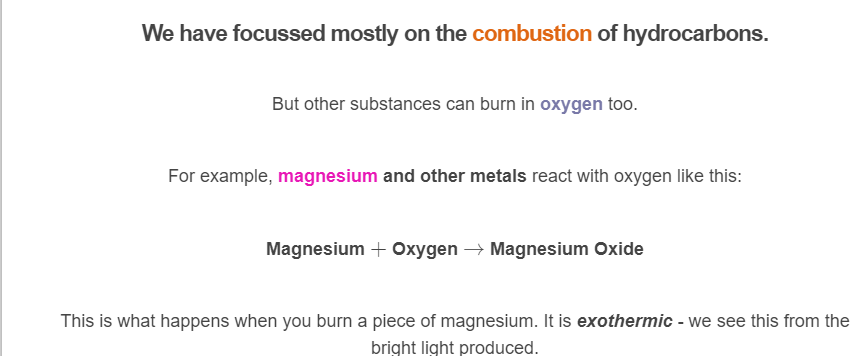 We have focussed mostly on the combustion of hydrocarbons.
But other substances can burn in oxygen too.
For example, magnesium and other metals react with oxygen like this:
Magnesium + Oxygen → Magnesium Oxide
This is what happens when you burn a piece of magnesium. It is exothermic - we see this from the
bright light produced.